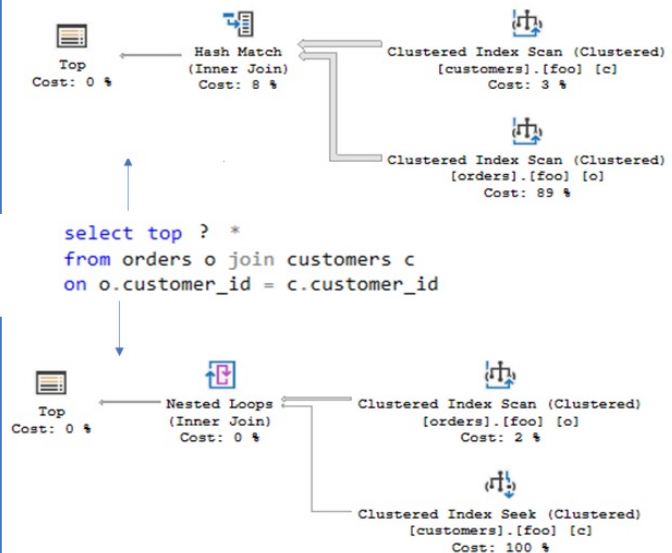 Top
Cost: 0 %
Hash Match
(Inner Join)
Cost: 8 %
Clustered Index Scan (Clustered)
[customers].[foo] [c]
Cost: 3 %
Clustered Index Scan (Clustered)
[orders].[foo] [o]
Cost: 89 %
select top ? *
from orders o join customers c
on o.customer_id = c.customer_id
Top
Cost: 0 %
Nested Loops
(Inner Join)
Cost: 0 %
Clustered Index Scan (Clustered)
[orders].[foo] [o]
Cost: 2 %
Clustered Index Seek (Clustered)
[customers].[foo] [c]
Cost: 100 %